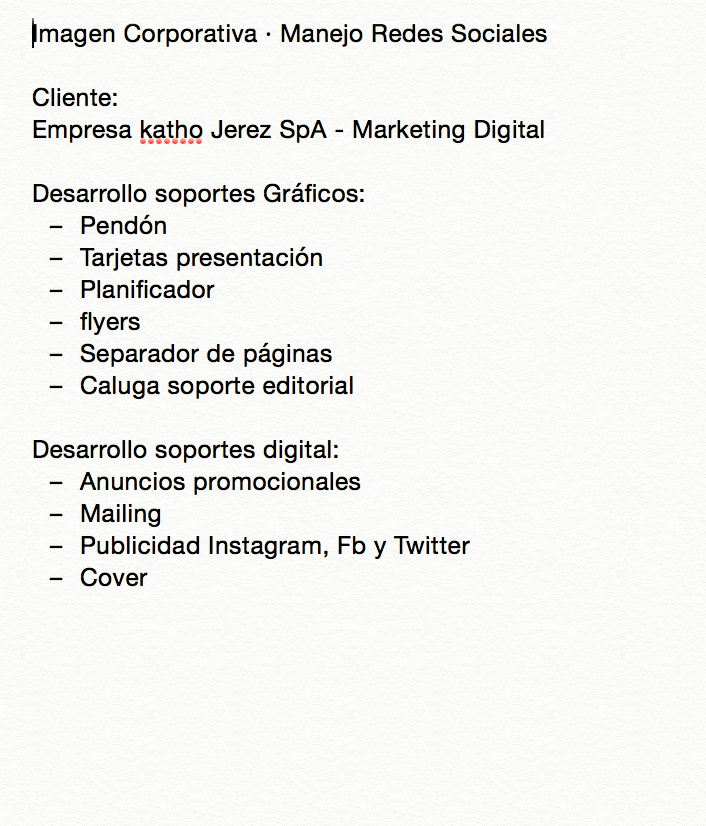 Imagen Corporativa · Manejo Redes Sociales
Cliente:
Empresa katho Jerez SpA - Marketing Digital
Desarrollo soportes Gráficos:
– Pendón
– Tarjetas presentación
– Planificador
– flyers
– Separador de páginas
– Caluga soporte editorial
Desarrollo soportes digital:
– Anuncios promocionales
– Mailing
– Publicidad Instagram, Fb y Twitter
– Cover